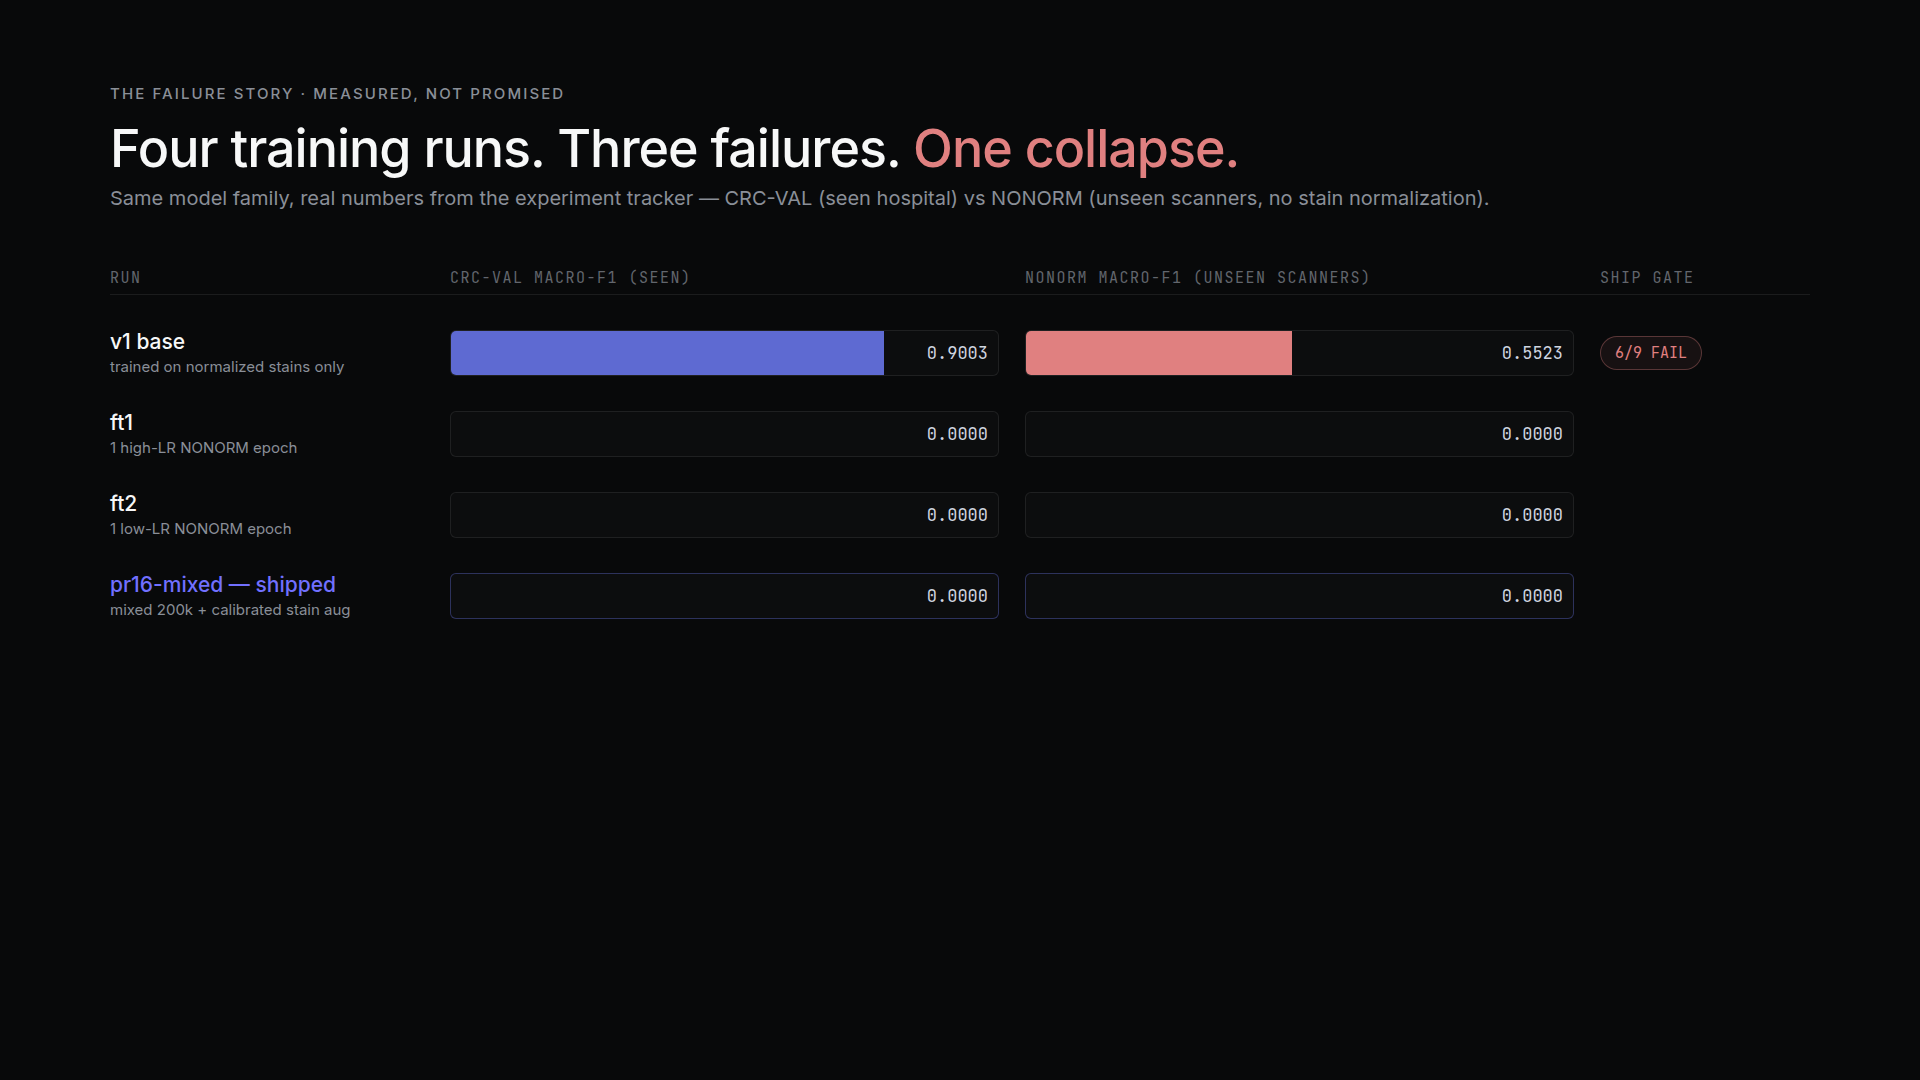 THE FAILURE STORY · MEASURED, NOT PROMISED
Four training runs. Three failures. One collapse.
Same model family, real numbers from the experiment tracker — CRC-VAL (seen hospital) vs NONORM (unseen scanners, no stain normalization).
RUN CRC-VAL MACRO-F1 (SEEN) NONORM MACRO-F1 (UNSEEN SCANNERS) SHIP GATE
v1 base
trained on normalized stains only
0.9003 0.5523 6/9 FAIL
ft1
1 high-LR NONORM epoch
0.0000 0.0000
ft2
1 low-LR NONORM epoch
0.0000 0.0000
pr16-mixed — shipped
mixed 200k + calibrated stain aug
0.0000 0.0000